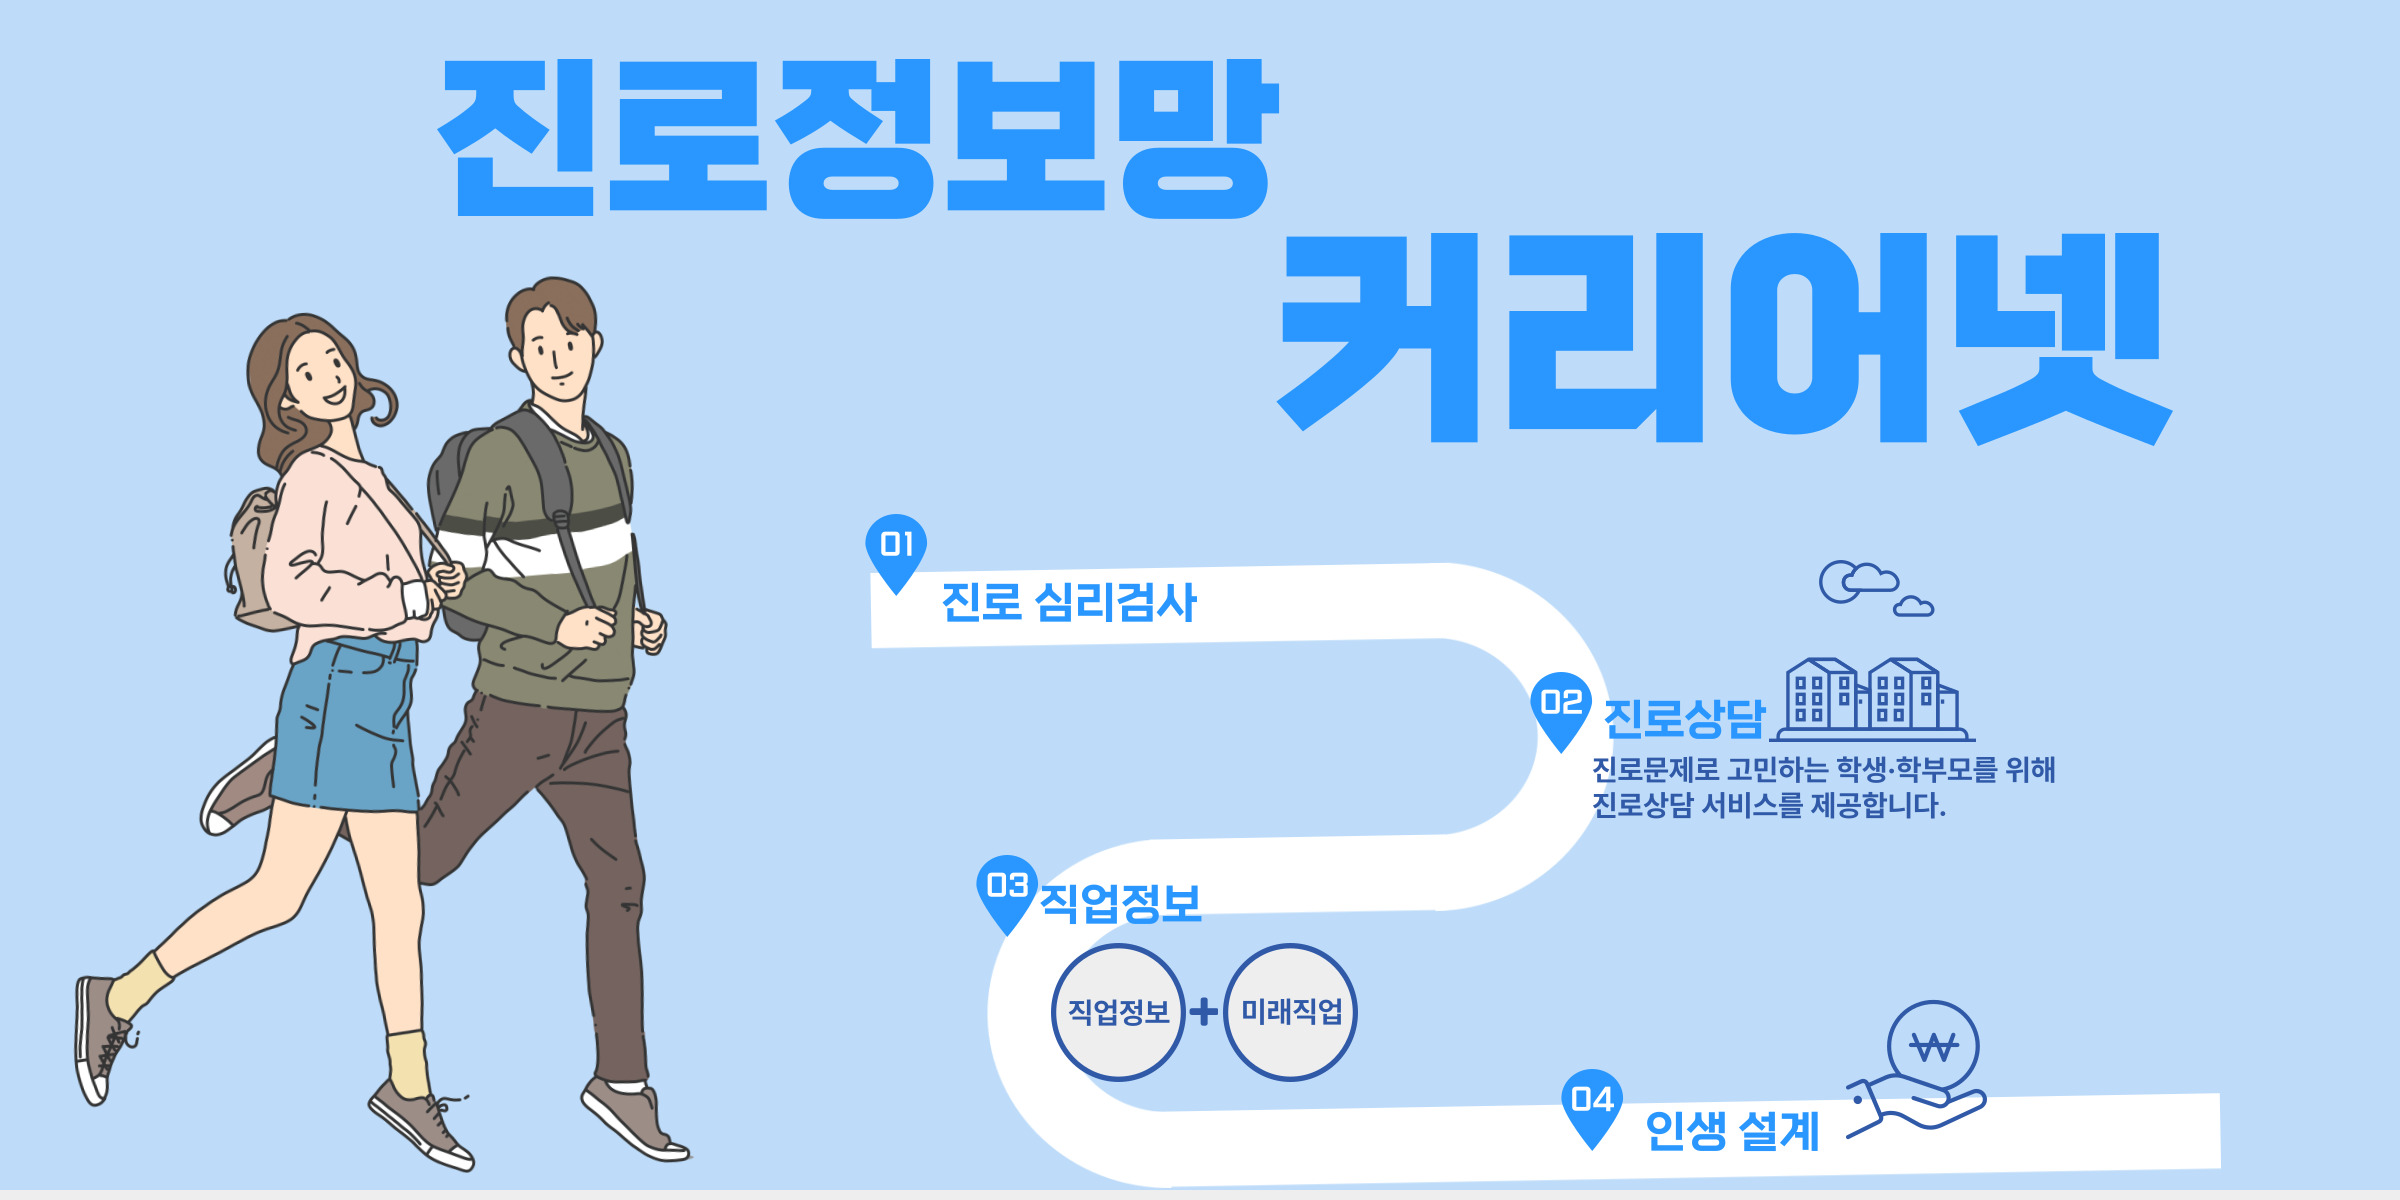 진로정보망
커리어넷
01
진로 심리검사
02
진로상담
진로문제로 고민하는 학생·학부모를 위해
진로상담 서비스를 제공합니다.
03
직업정보
직업정보 + 미래직업
04
인생 설계
₩